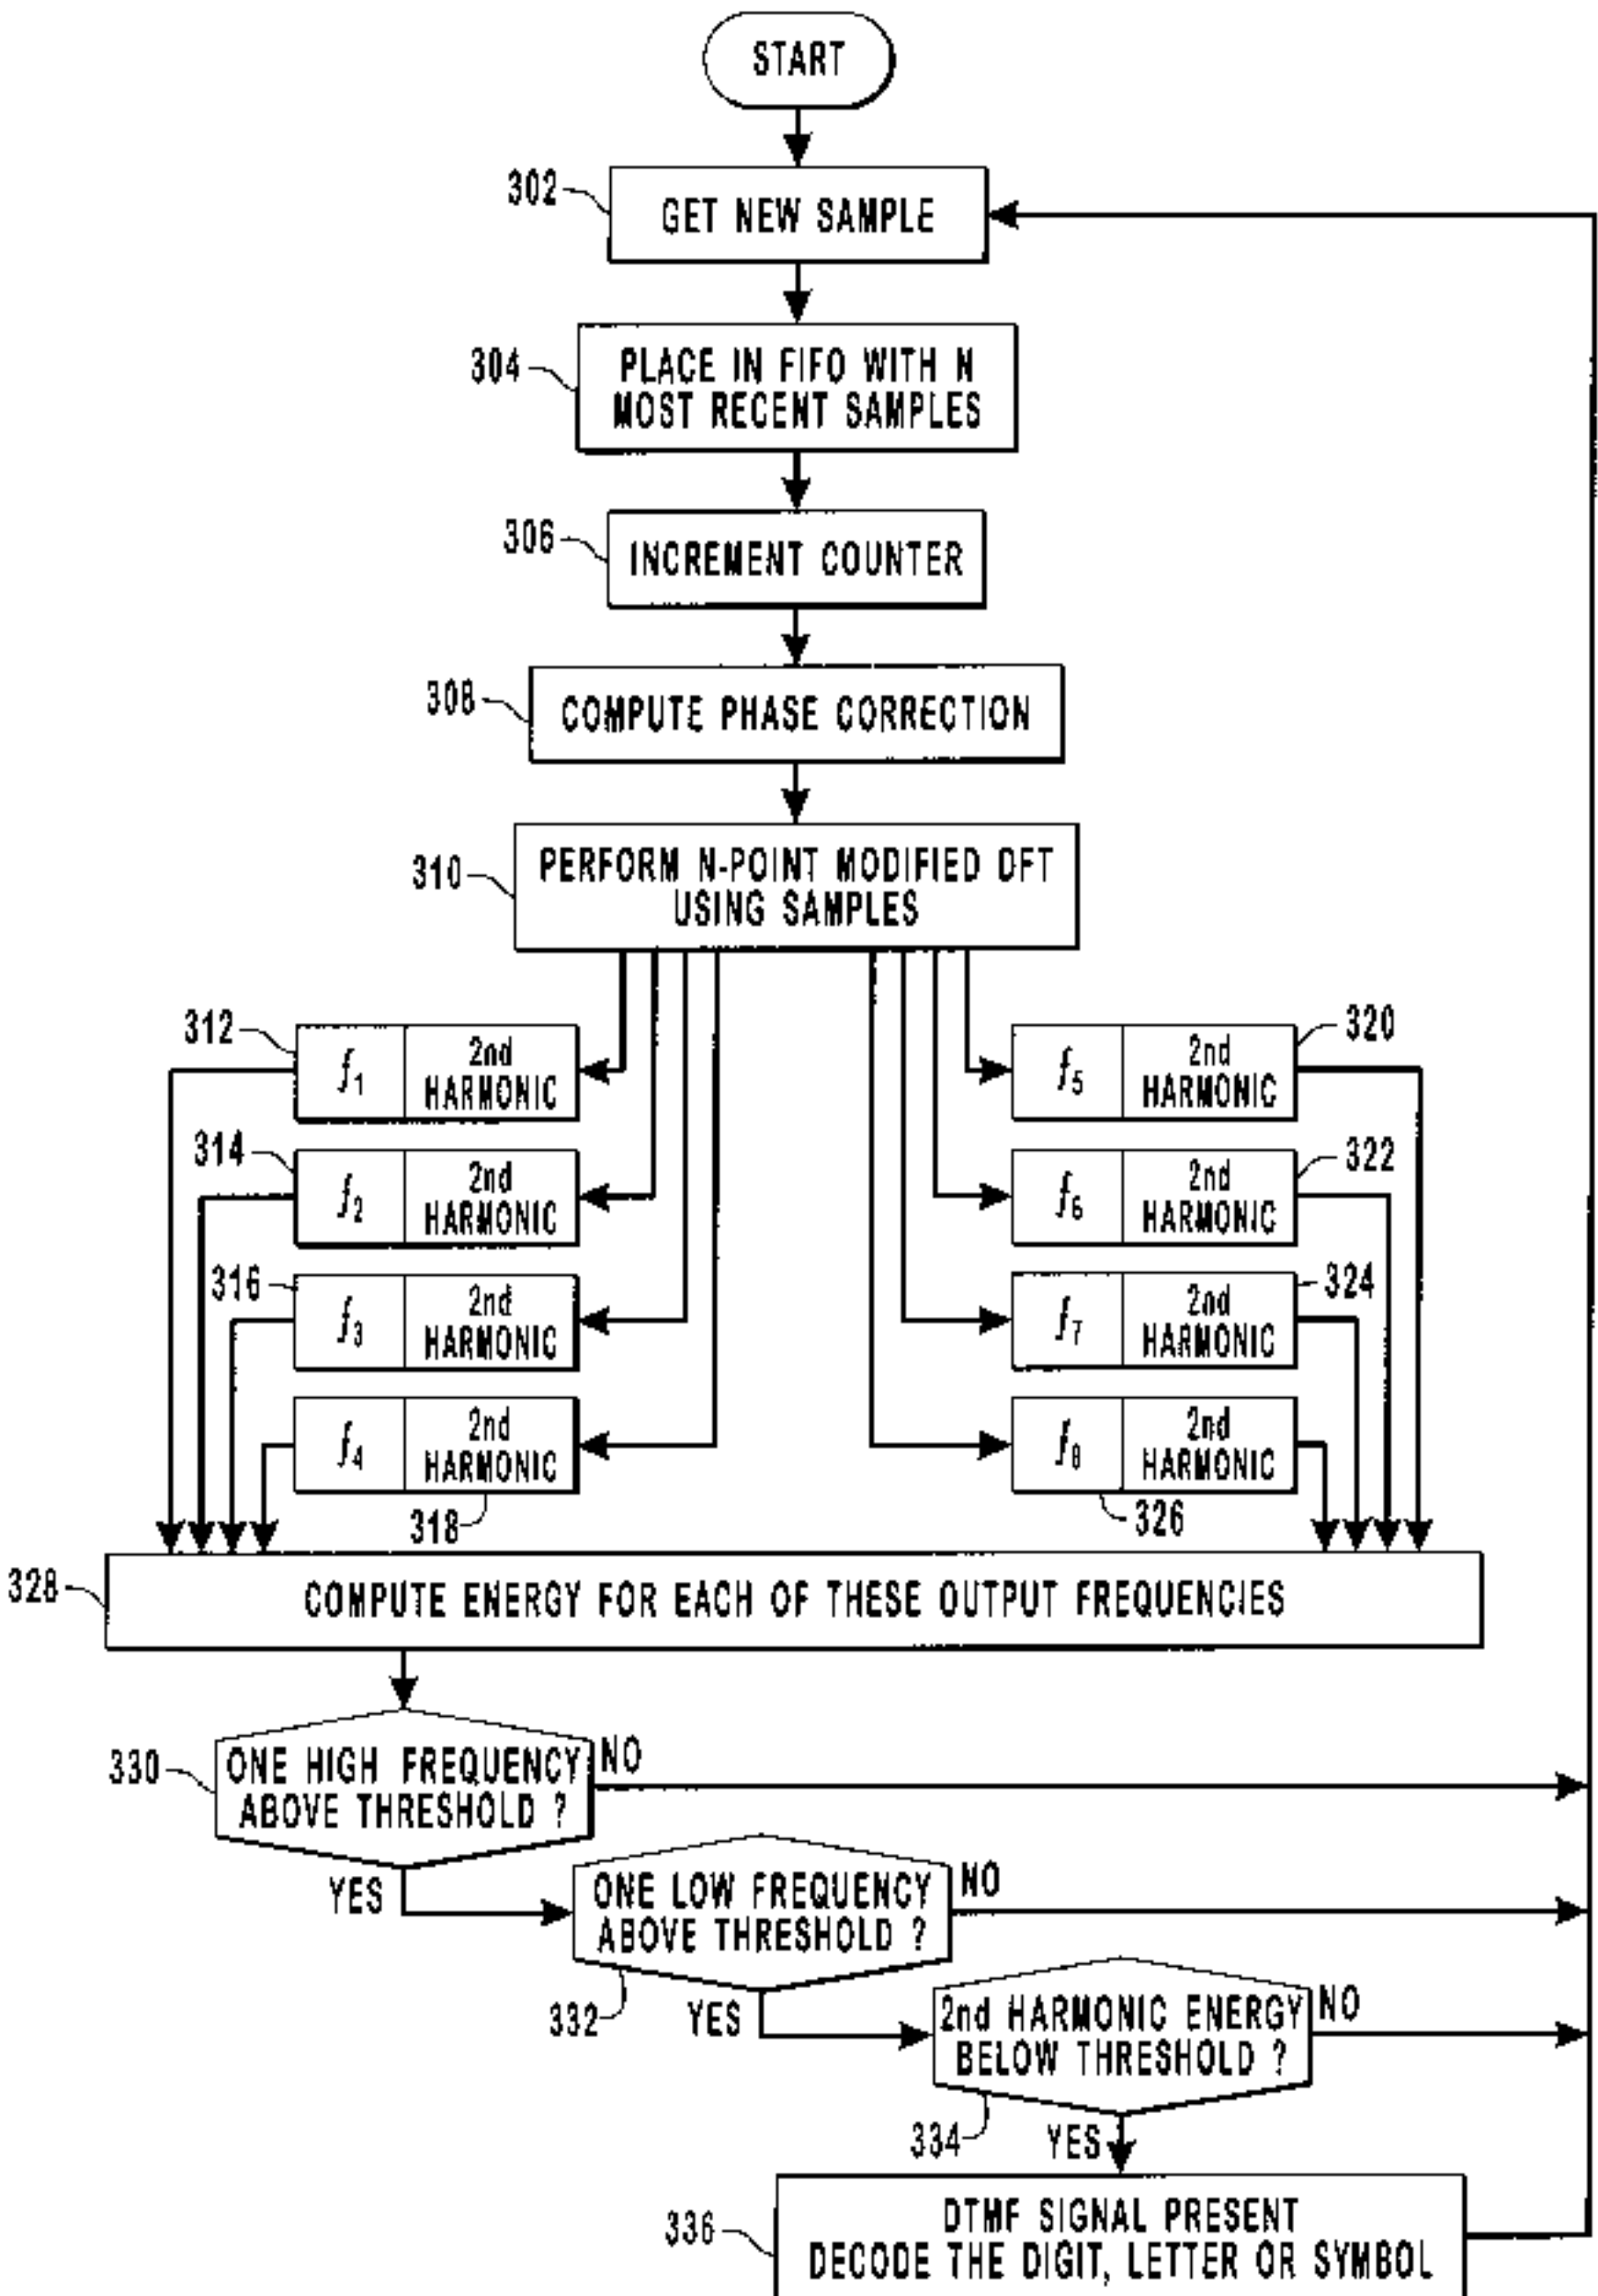 START
302
GET NEW SAMPLE
304
PLACE IN FIFO WITH N
MOST RECENT SAMPLES
306
INCREMENT COUNTER
308
COMPUTE PHASE CORRECTION
310
PERFORM N-POINT MODIFIED DFT
USING SAMPLES
312
f1
2nd
HARMONIC
314
f2
2nd
HARMONIC
316
f3
2nd
HARMONIC
f4
2nd
HARMONIC
318
320
f5
2nd
HARMONIC
322
f6
2nd
HARMONIC
324
f7
2nd
HARMONIC
f8
2nd
HARMONIC
326
328
COMPUTE ENERGY FOR EACH OF THESE OUTPUT FREQUENCIES
330
ONE HIGH FREQUENCY
ABOVE THRESHOLD ?
NO
YES
ONE LOW FREQUENCY
ABOVE THRESHOLD ?
NO
332
YES
2nd HARMONIC ENERGY
BELOW THRESHOLD ?
NO
334
YES
336
DTMF SIGNAL PRESENT
DECODE THE DIGIT, LETTER OR SYMBOL